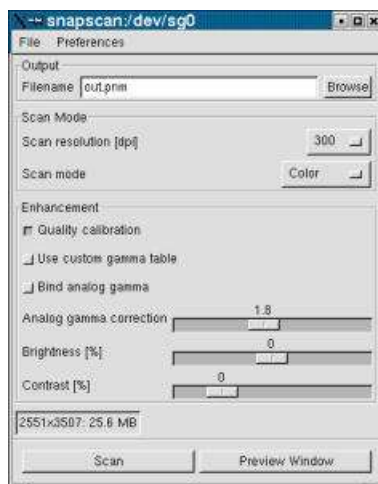 snapscan:/dev/sg0
File Preferences
Output
Filename out.pnm Browse
Scan Mode
Scan resolution [dpi] 300
Scan mode Color
Enhancement
Quality calibration
Use custom gamma table
Bind analog gamma
Analog gamma correction 1.8
Brightness [%] 0
Contrast [%] 0
2551x3507: 25.6 MB
Scan Preview Window